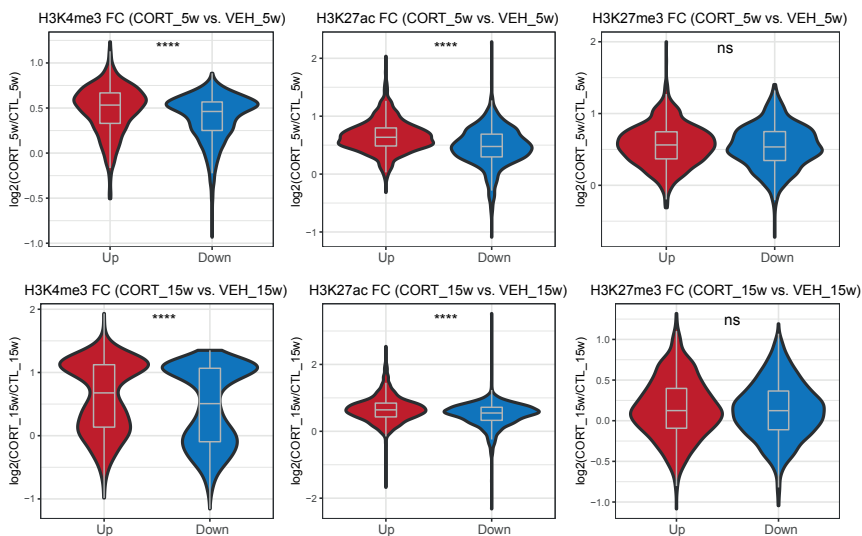 H3K4me3 FC (CORT_5w vs. VEH_5w)
****
log2(CORT_5w/CTL_5w)
1.0
0.5
0.0
−0.5
−1.0
Up
Down
H3K27ac FC (CORT_5w vs. VEH_5w)
****
log2(CORT_5w/CTL_5w)
2
1
0
−1
Up
Down
H3K27me3 FC (CORT_5w vs. VEH_5w)
ns
log2(CORT_5w/CTL_5w)
2.0
1
0.5
Up
Down
H3K4me3 FC (CORT_15w vs. VEH_15w)
****
log2(CORT_15w/CTL_15w)
2
1
0
−1
Up
Down
H3K27ac FC (CORT_15w vs. VEH_15w)
****
log2(CORT_15w/CTL_15w)
2
0
−2
Up
Down
H3K27me3 FC (CORT_15w vs. VEH_15w)
ns
log2(CORT_15w/CTL_15w)
1.0
0.5
0.0
−0.5
−1.0
Up
Down